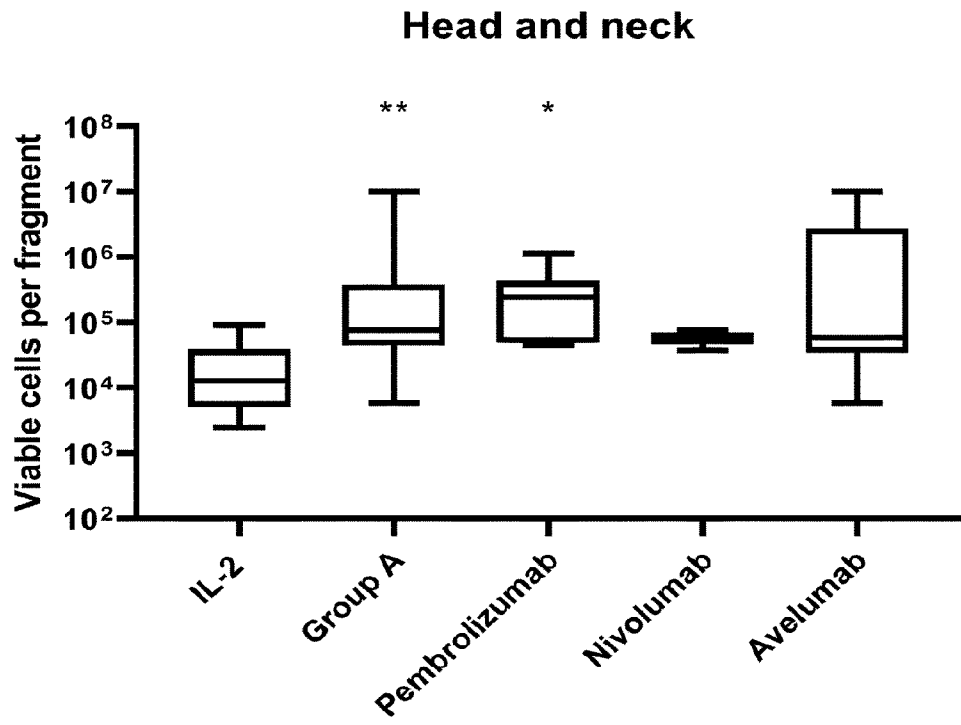 Head and neck
** *
Viable cells per fragment
10⁸
10⁷
10⁶
10⁵
10⁴
10³
10²
IL-2
Group A
Pembrolizumab
Nivolumab
Avelumab